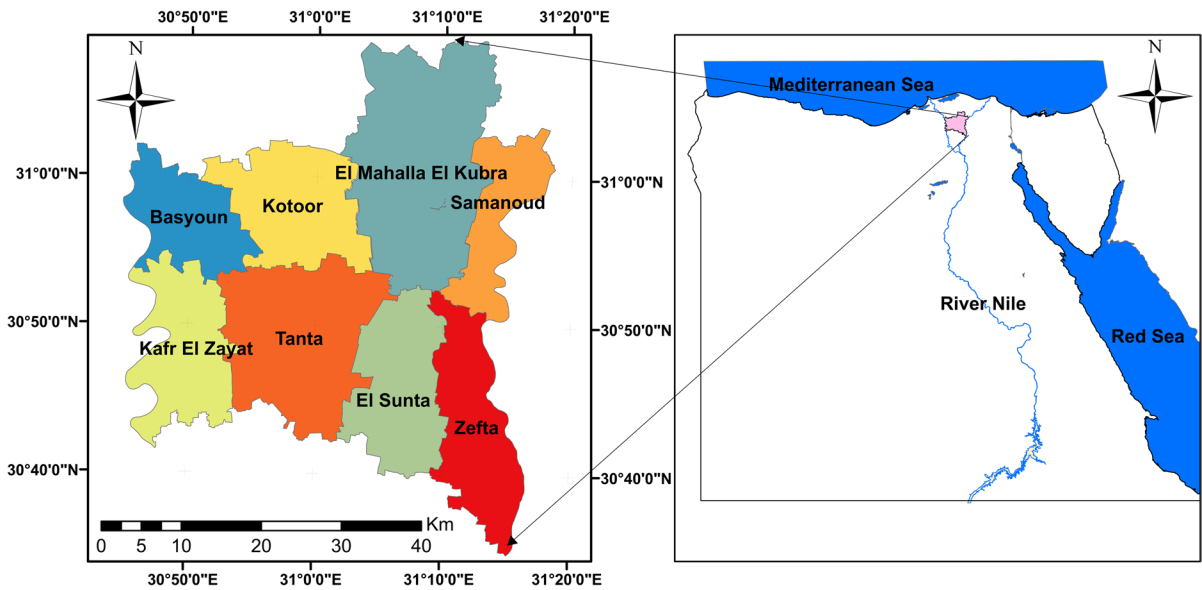 30°50'0"E 31°0'0"E 31°10'0"E 31°20'0"E
N
N
Mediterranean Sea
31°0'0"N
El Mahalla El Kubra
31°0'0"N
Basyoun
Kotoor
Samanoud
River Nile
30°50'0"N
30°50'0"N
Tanta
Red Sea
Kafr El Zayat
El Sunta
Zefta
30°40'0"N
30°40'0"N
Km
0 5 10 20 30 40
30°50'0"E 31°0'0"E 31°10'0"E 31°20'0"E